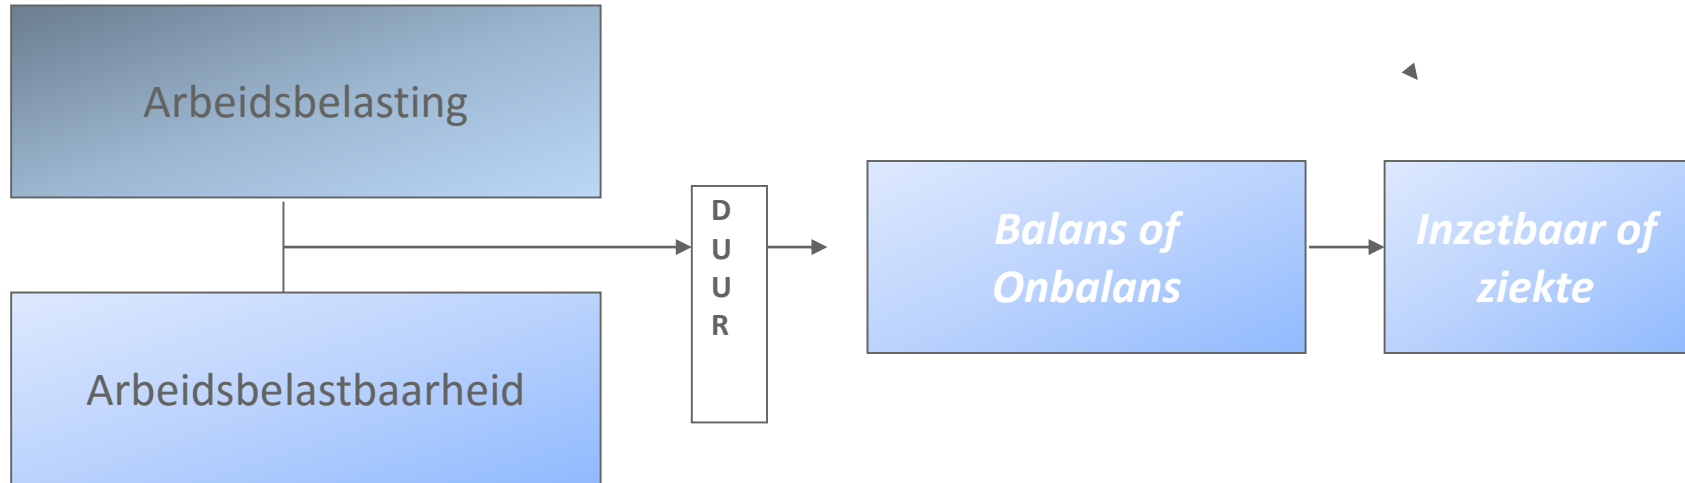 Arbeidsbelasting
Arbeidsbelastbaarheid
D
U
U
R
Balans of
Onbalans
Inzetbaar of
ziekte